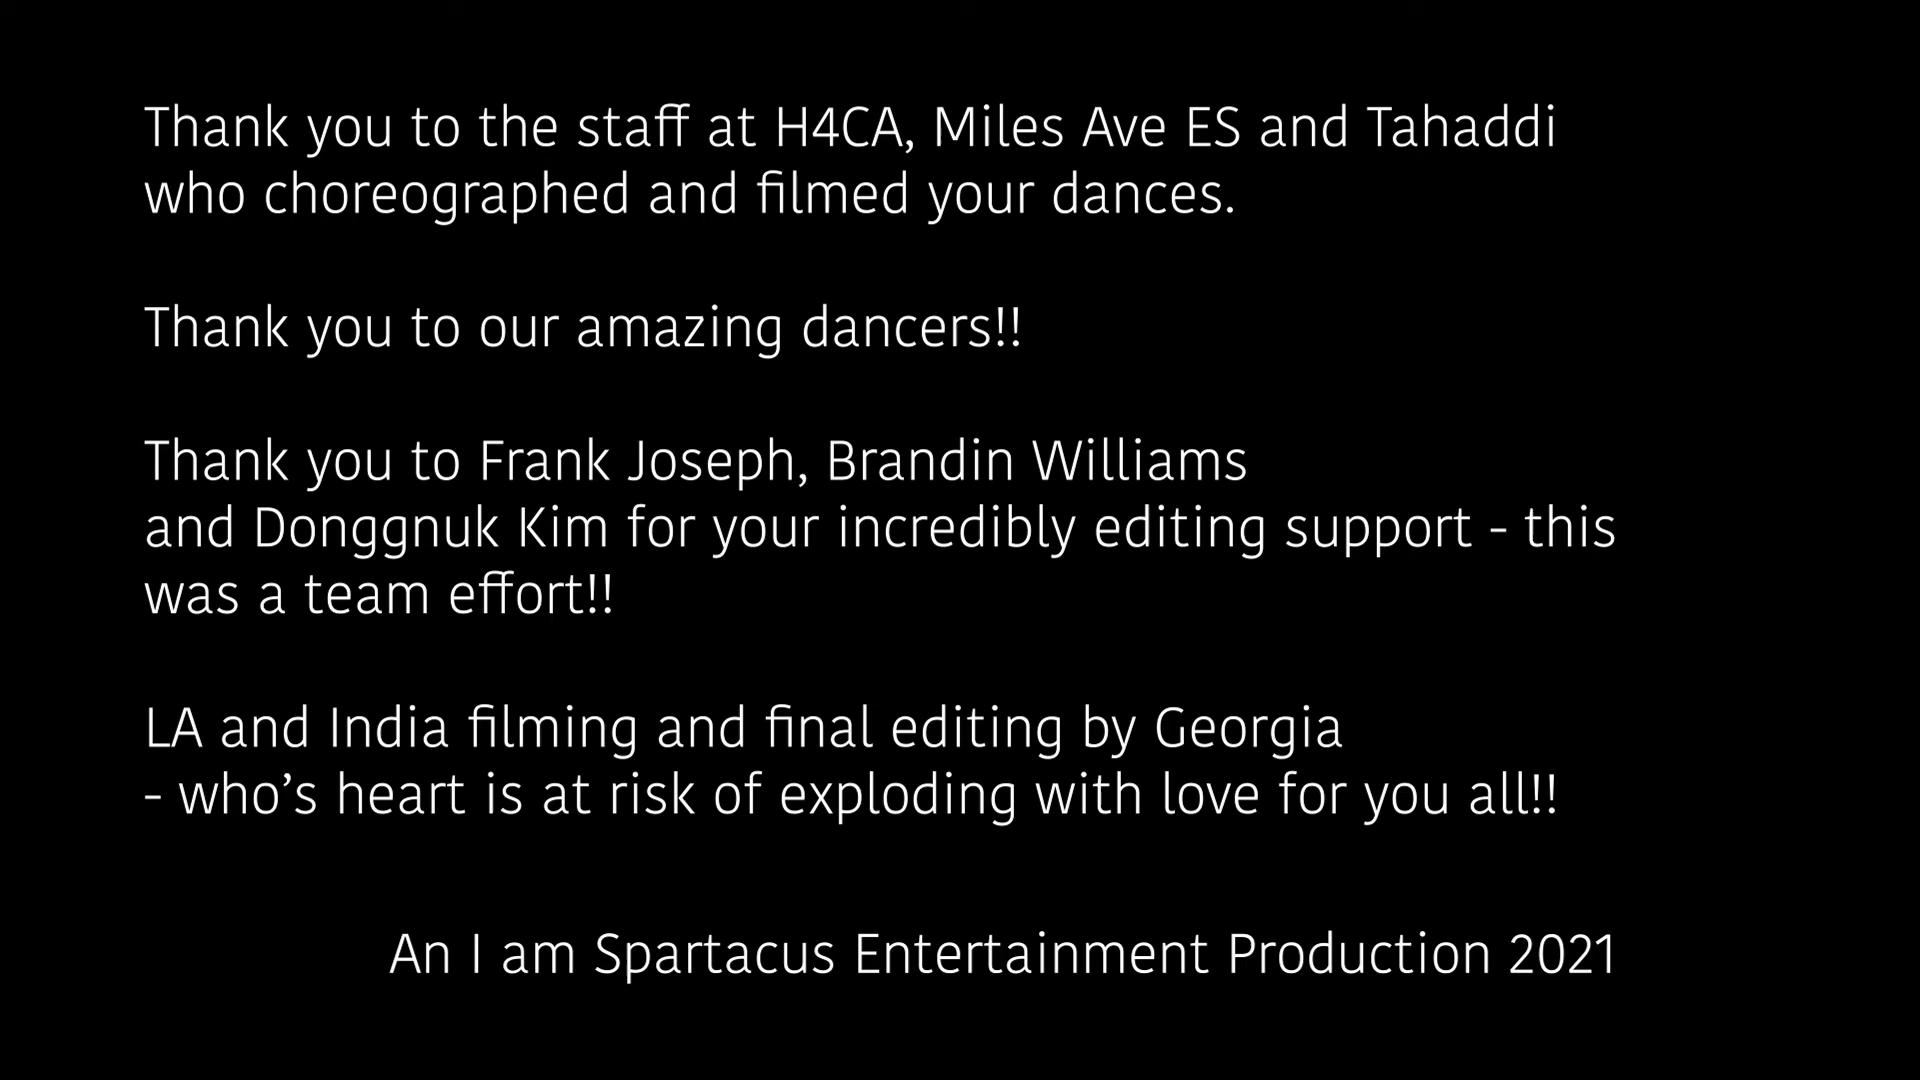 Thank you to the staff at H4CA, Miles Ave ES and Tahaddi
who choreographed and filmed your dances.
Thank you to our amazing dancers!!
Thank you to Frank Joseph, Brandin Williams
and Donggnuk Kim for your incredibly editing support - this
was a team effort!!
LA and India filming and final editing by Georgia
- who’s heart is at risk of exploding with love for you all!!
An I am Spartacus Entertainment Production 2021